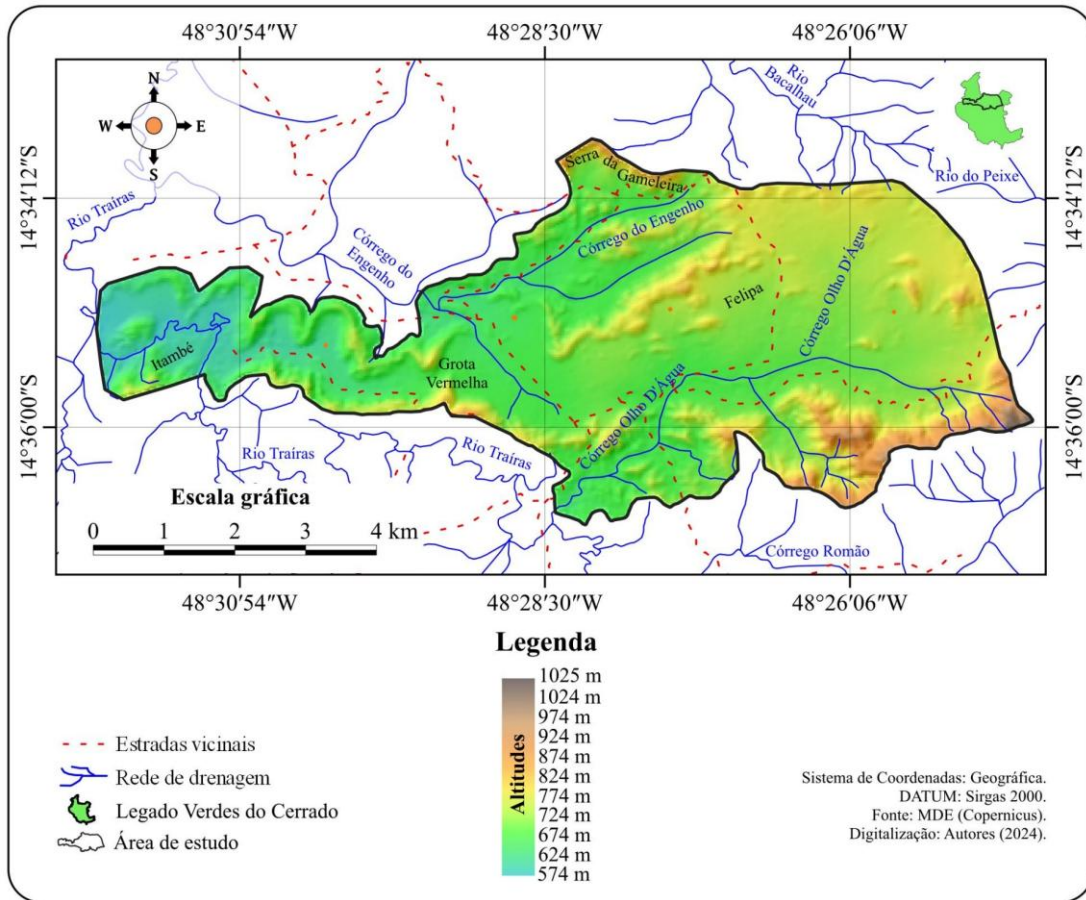 48°30'54"W
48°28'30"W
48°26'06"W
N
W
E
S
14°34'12"S
14°34'12"S
Rio
Bacalhau
Rio do Peixe
Serra da
Gameleira
Rio Traíras
Córrego do
Engenho
Córrego do Engenho
Córrego Olho D'Água
Felipa
Itambé
Grota
Vermelha
Córrego Olho D'Água
14°36'00"S
14°36'00"S
Rio Traíras
Rio Traíras
Córrego Romão
Escala gráfica
0 1 2 3 4 km
48°30'54"W
48°28'30"W
48°26'06"W
Legenda
Altitudes
1025 m
1024 m
974 m
924 m
874 m
824 m
774 m
724 m
674 m
624 m
574 m
Estradas vicinais
Rede de drenagem
Legado Verdes do Cerrado
Área de estudo
Sistema de Coordenadas: Geográfica.
DATUM: Sirgas 2000.
Fonte: MDE (Copernicus).
Digitalização: Autores (2024).